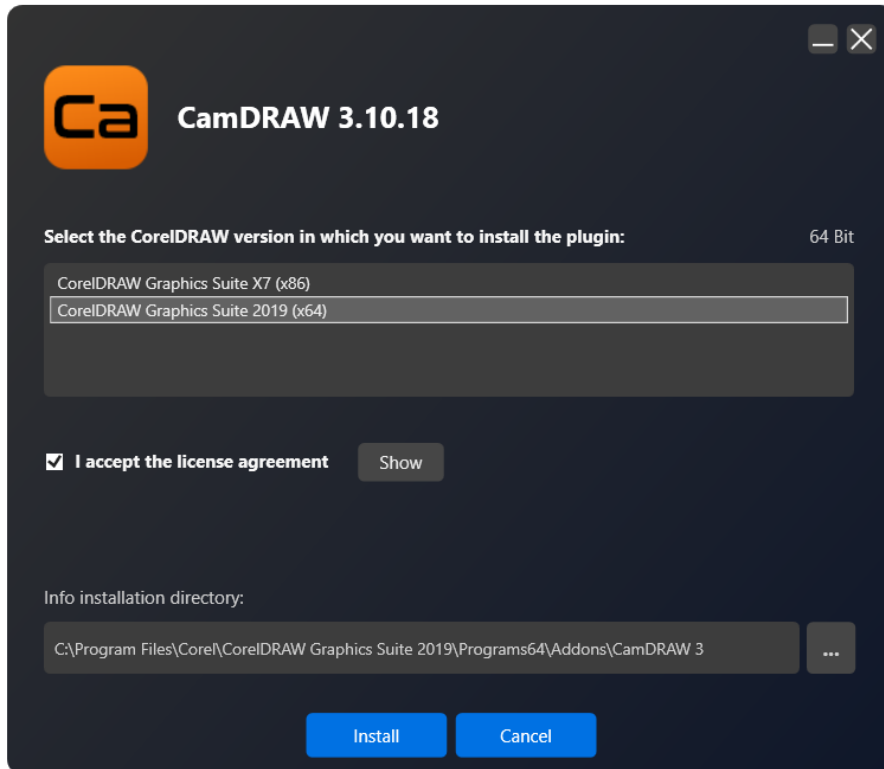 Ca
CamDRAW 3.10.18
Select the CorelDRAW version in which you want to install the plugin: 64 Bit
CorelDRAW Graphics Suite X7 (x86)
CorelDRAW Graphics Suite 2019 (x64)
I accept the license agreement Show
Info installation directory:
C:\Program Files\Corel\CorelDRAW Graphics Suite 2019\Programs64\Addons\CamDRAW 3 ...
Install Cancel